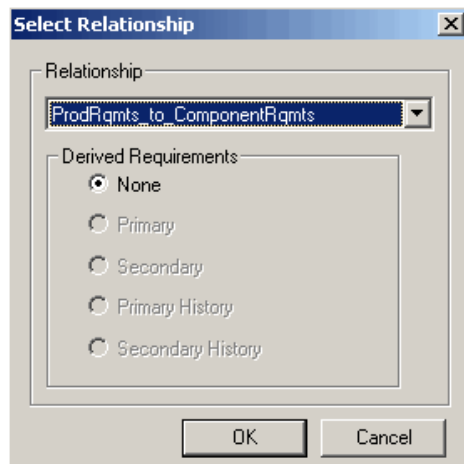 Select Relationship
Relationship
ProdRqmts_to_ComponentRqmts
Derived Requirements
None
Primary
Secondary
Primary History
Secondary History
OK
Cancel